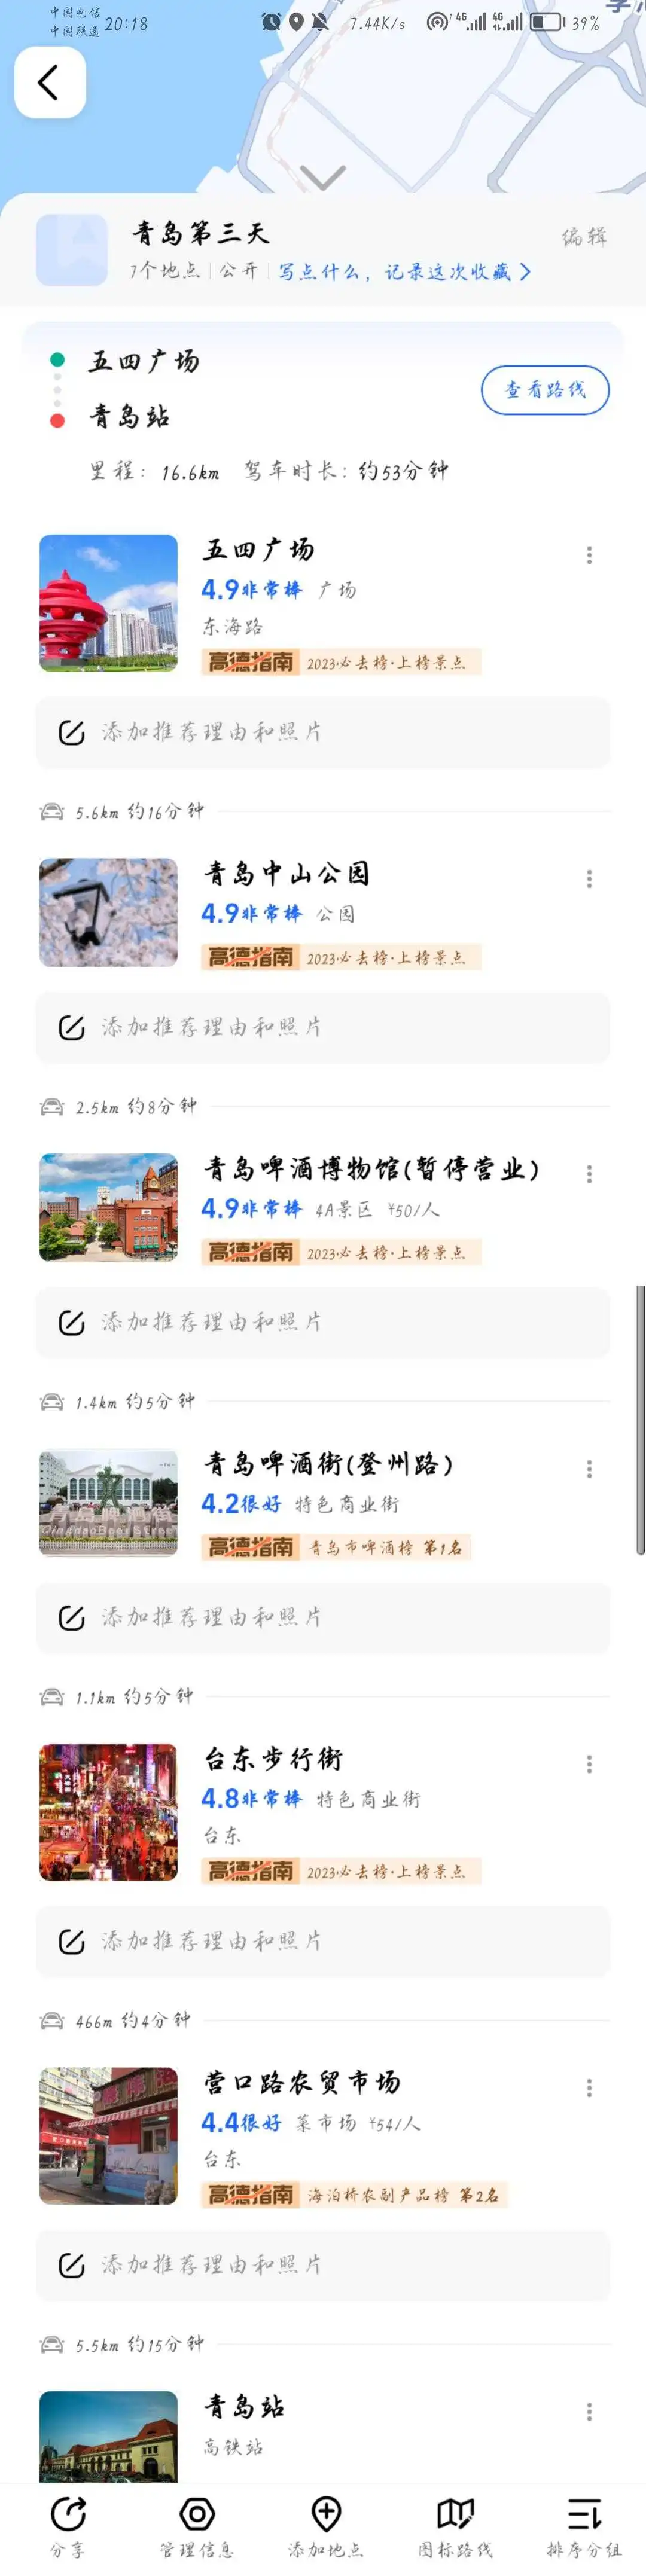 中国电信
中国联通 20:18 7.44K/s 4G 4G 39%
青岛第三天
编辑
7个地点 | 公开 | 写点什么，记录这次收藏
五四广场
查看路线
青岛站
里程：16.6km 驾车时长：约53分钟
五四广场
4.9非常棒 广场
东海路
高德指南 2023必去榜·上榜景点
添加推荐理由和照片
5.6km 约16分钟
青岛中山公园
4.9非常棒 公园
高德指南 2023必去榜·上榜景点
添加推荐理由和照片
2.5km 约8分钟
青岛啤酒博物馆(暂停营业)
4.9非常棒 4A景区 ¥50/人
高德指南 2023必去榜·上榜景点
添加推荐理由和照片
1.4km 约5分钟
青岛啤酒街(登州路)
4.2很好 特色商业街
高德指南 青岛市啤酒榜 第1名
添加推荐理由和照片
1.1km 约5分钟
台东步行街
4.8非常棒 特色商业街
台东
高德指南 2023必去榜·上榜景点
添加推荐理由和照片
466m 约4分钟
营口路农贸市场
4.4很好 菜市场 ¥54/人
台东
高德指南 海泊桥农副产品榜 第2名
添加推荐理由和照片
5.5km 约15分钟
青岛站
高铁站
分享 管理信息 添加地点 图标路线 排序分组